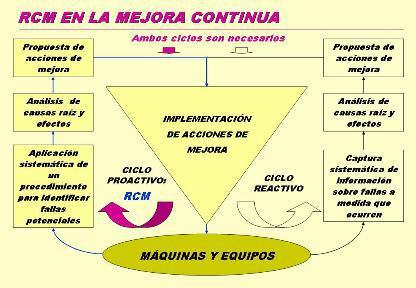 RCM EN LA MEJORA CONTINUA
Ambos ciclos son necesarios
Propuesta de
acciones de
mejora
Análisis de
causas raíz y
efectos
Aplicación
sistemática de
un
procedimiento
para identificar
fallas
potenciales
IMPLEMENTACIÓN
DE ACCIONES DE
MEJORA
CICLO
PROACTIVO:
RCM
CICLO
REACTIVO
Propuesta de
acciones de
mejora
Análisis de
causas raíz y
efectos
Captura
sistemática de
información
sobre fallas a
medida que
ocurren
MÁQUINAS Y EQUIPOS